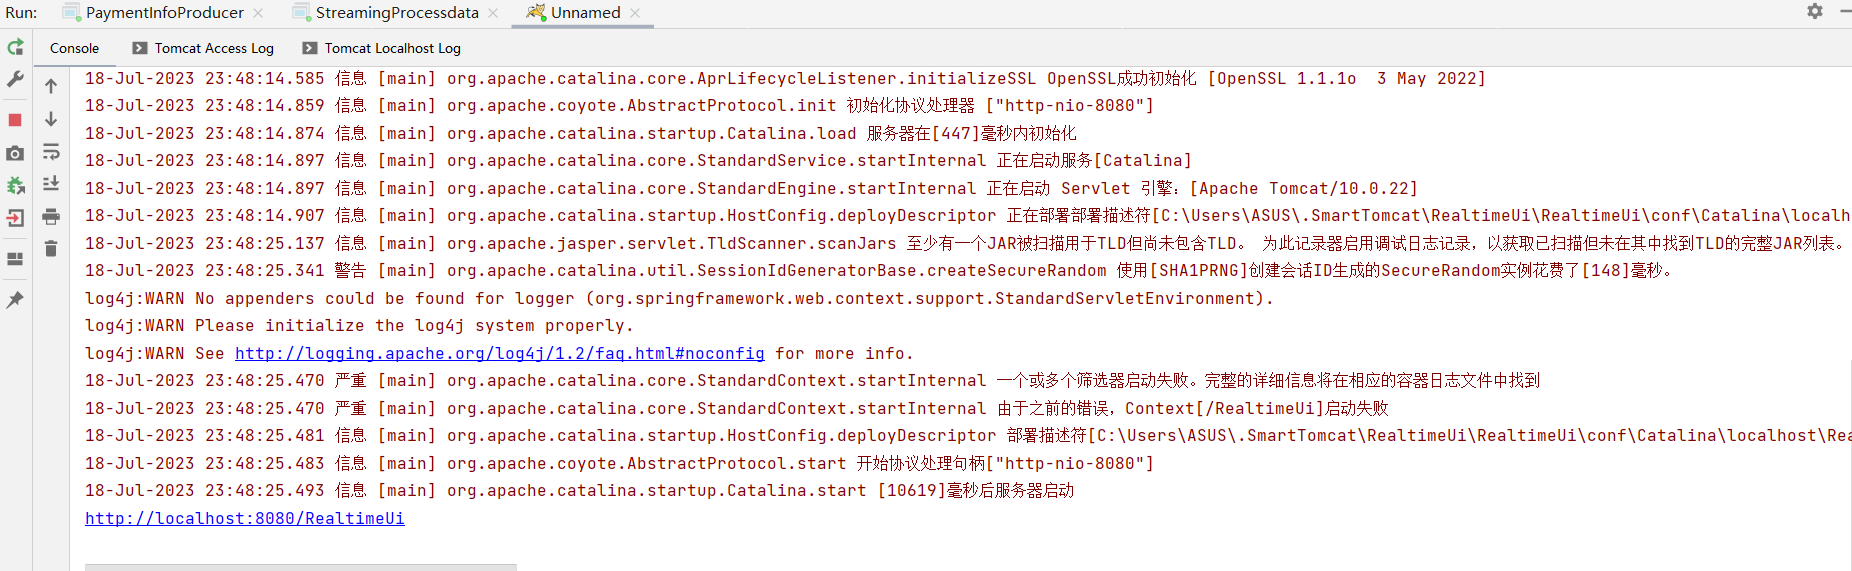 Run: PaymentInfoProducer StreamingProcessdata Unnamed
Console Tomcat Access Log Tomcat Localhost Log
18-Jul-2023 23:48:14.585 信息 [main] org.apache.catalina.core.AprLifecycleListener.initializeSSL OpenSSL成功初始化 [OpenSSL 1.1.1o  3 May 2022]
18-Jul-2023 23:48:14.859 信息 [main] org.apache.coyote.AbstractProtocol.init 初始化协议处理器 ["http-nio-8080"]
18-Jul-2023 23:48:14.874 信息 [main] org.apache.catalina.startup.Catalina.load 服务器在[447]毫秒内初始化
18-Jul-2023 23:48:14.897 信息 [main] org.apache.catalina.core.StandardService.startInternal 正在启动服务[Catalina]
18-Jul-2023 23:48:14.897 信息 [main] org.apache.catalina.core.StandardEngine.startInternal 正在启动 Servlet 引擎：[Apache Tomcat/10.0.22]
18-Jul-2023 23:48:14.907 信息 [main] org.apache.catalina.startup.HostConfig.deployDescriptor 正在部署部署描述符[C:\Users\ASUS\.SmartTomcat\RealtimeUi\RealtimeUi\conf\Catalina\localh
18-Jul-2023 23:48:25.137 信息 [main] org.apache.jasper.servlet.TldScanner.scanJars 至少有一个JAR被扫描用于TLD但尚未包含TLD。 为此记录器启用调试日志记录，以获取已扫描但未在其中找到TLD的完整JAR列表。
18-Jul-2023 23:48:25.341 警告 [main] org.apache.catalina.util.SessionIdGeneratorBase.createSecureRandom 使用[SHA1PRNG]创建会话ID生成的SecureRandom实例花费了[148]毫秒。
log4j:WARN No appenders could be found for logger (org.springframework.web.context.support.StandardServletEnvironment).
log4j:WARN Please initialize the log4j system properly.
log4j:WARN See http://logging.apache.org/log4j/1.2/faq.html#noconfig for more info.
18-Jul-2023 23:48:25.470 严重 [main] org.apache.catalina.core.StandardContext.startInternal 一个或多个筛选器启动失败。完整的详细信息将在相应的容器日志文件中找到
18-Jul-2023 23:48:25.470 严重 [main] org.apache.catalina.core.StandardContext.startInternal 由于之前的错误，Context[/RealtimeUi]启动失败
18-Jul-2023 23:48:25.481 信息 [main] org.apache.catalina.startup.HostConfig.deployDescriptor 部署描述符[C:\Users\ASUS\.SmartTomcat\RealtimeUi\RealtimeUi\conf\Catalina\localhost\Rea
18-Jul-2023 23:48:25.483 信息 [main] org.apache.coyote.AbstractProtocol.start 开始协议处理句柄["http-nio-8080"]
18-Jul-2023 23:48:25.493 信息 [main] org.apache.catalina.startup.Catalina.start [10619]毫秒后服务器启动
http://localhost:8080/RealtimeUi